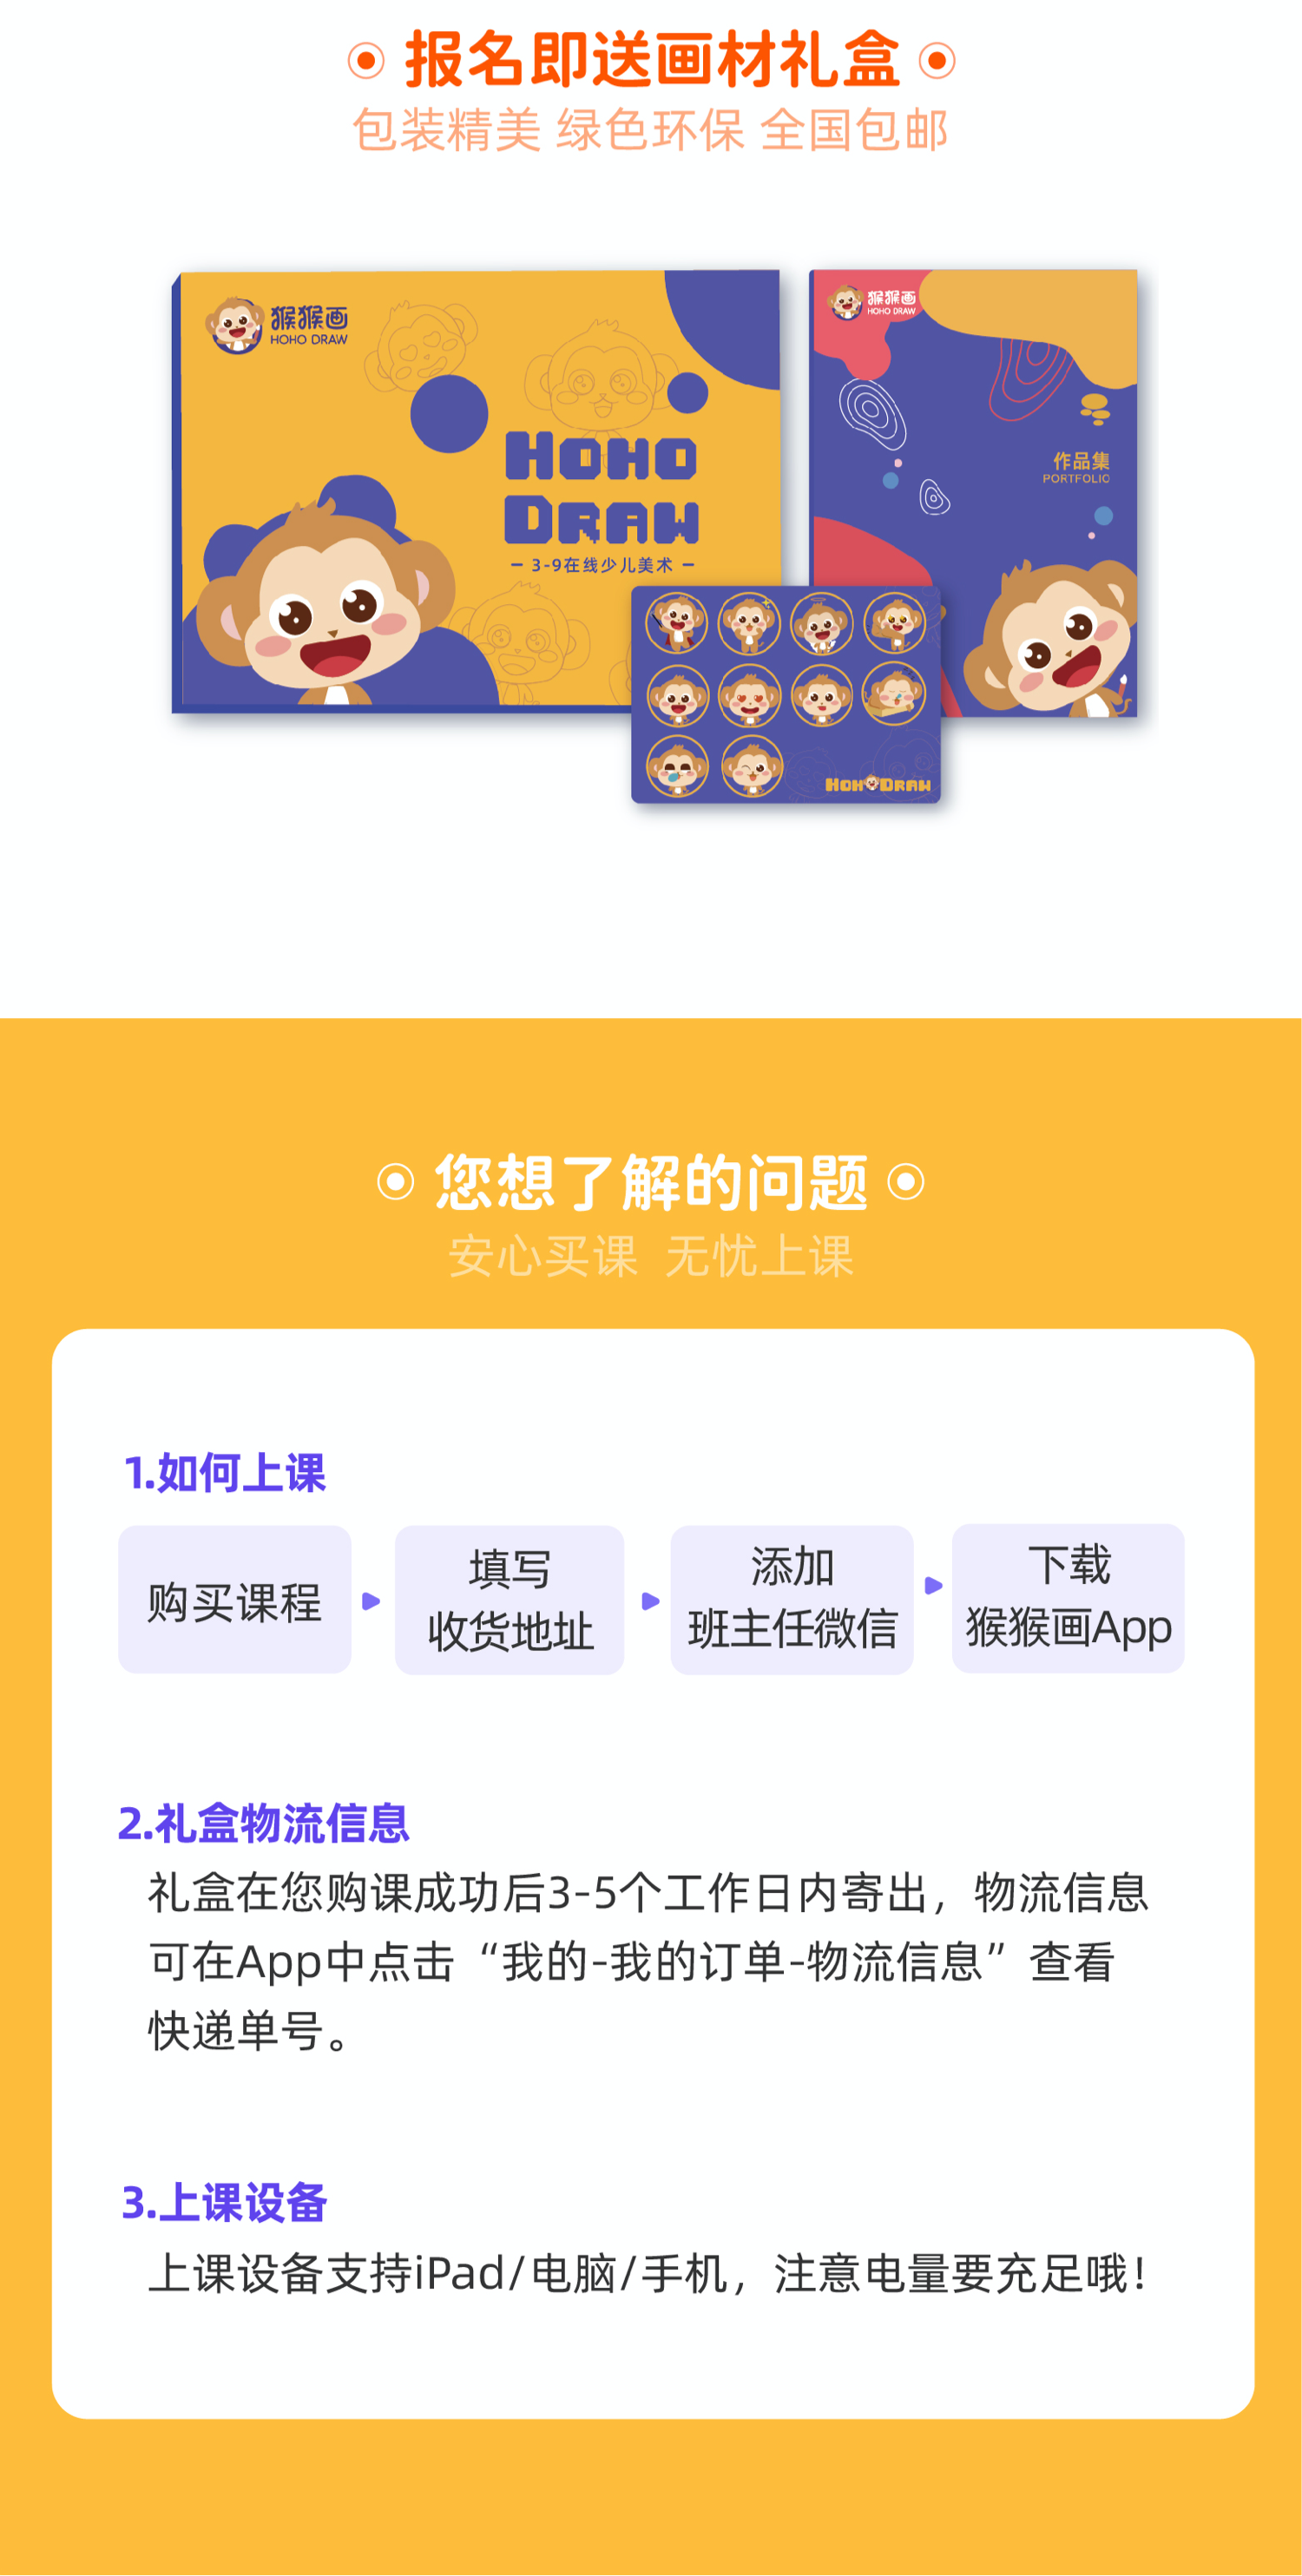 报名即送画材礼盒
包装精美 绿色环保 全国包邮
猴猴画
HOHO DRAW
HOHO
DRAW
3-9在线少儿美术
猴猴画
HOHO DRAW
作品集
PORTFOLIO
HOHODRAW
您想了解的问题
安心买课 无忧上课
1.如何上课
购买课程
填写
收货地址
添加
班主任微信
下载
猴猴画App
2.礼盒物流信息
礼盒在您购课成功后3-5个工作日内寄出，物流信息
可在App中点击“我的-我的订单-物流信息”查看
快递单号。
3.上课设备
上课设备支持iPad/电脑/手机，注意电量要充足哦！